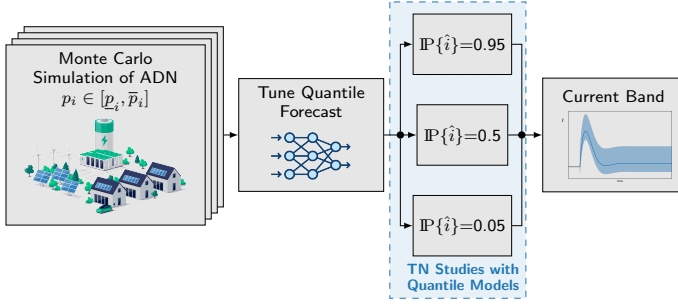 Monte Carlo
Simulation of ADN
p_i ∈ [p̲_i, p̅_i]
Tune Quantile
Forecast
ℙ{î}=0.95
ℙ{î}=0.5
ℙ{î}=0.05
TN Studies with
Quantile Models
Current Band